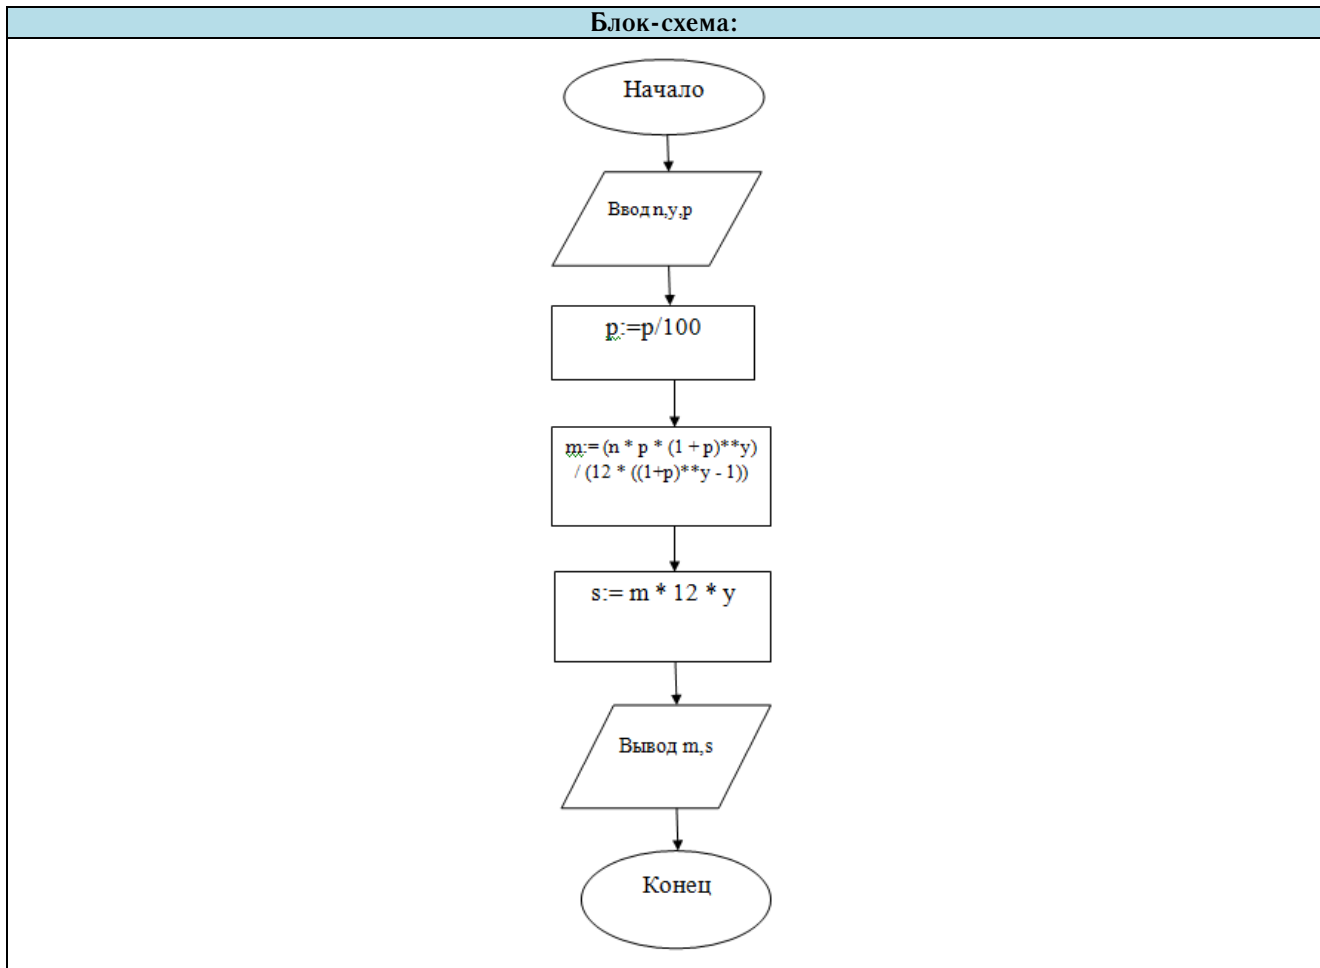 Блок-схема:
Начало
Ввод n,y,p
p:=p/100
m:= (n * p * (1 + p)**y)
/ (12 * ((1+p)**y - 1))
s:= m * 12 * y
Вывод m,s
Конец